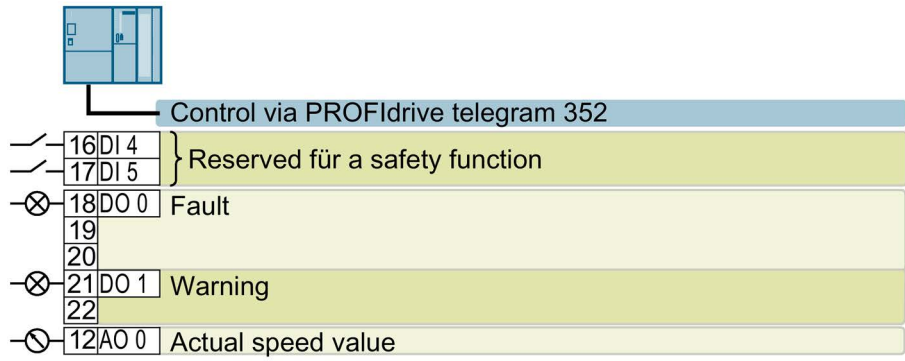 Control via PROFIdrive telegram 352
16 DI 4
17 DI 5
Reserved für a safety function
18 DO 0 Fault
19
20
21 DO 1 Warning
22
12 AO 0 Actual speed value